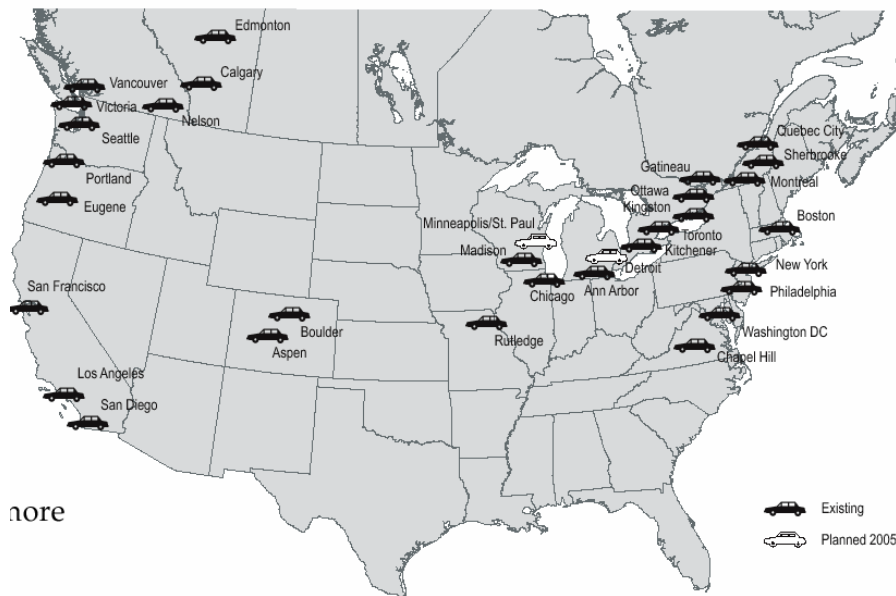 Edmonton
Calgary
Vancouver
Victoria
Nelson
Seattle
Portland
Eugene
Quebec City
Sherbrooke
Gatineau
Montreal
Ottawa
Kingston
Boston
Minneapolis/St. Paul
Toronto
Madison
Kitchener
Detroit
New York
San Francisco
Chicago
Ann Arbor
Philadelphia
Boulder
Rutledge
Washington DC
Aspen
Chapel Hill
Los Angeles
San Diego
more
Existing
Planned 2005